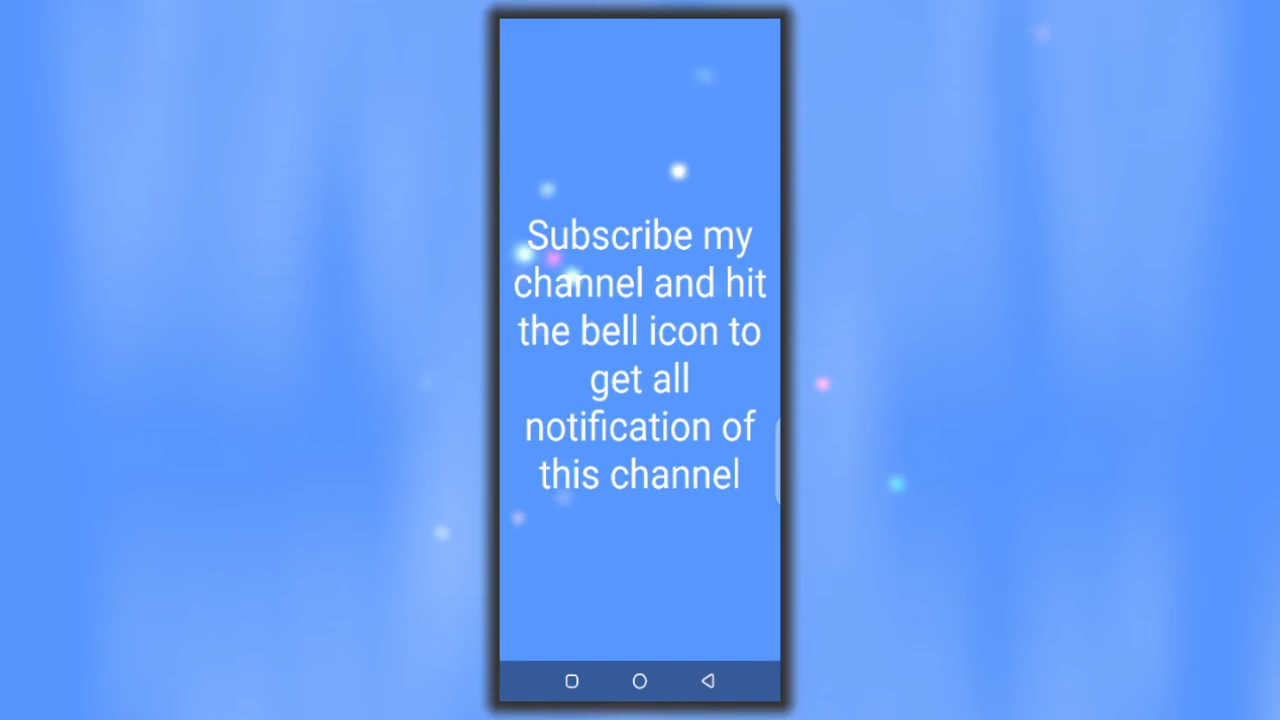 Subscribe my
channel and hit
the bell icon to
get all
notification of
this channel